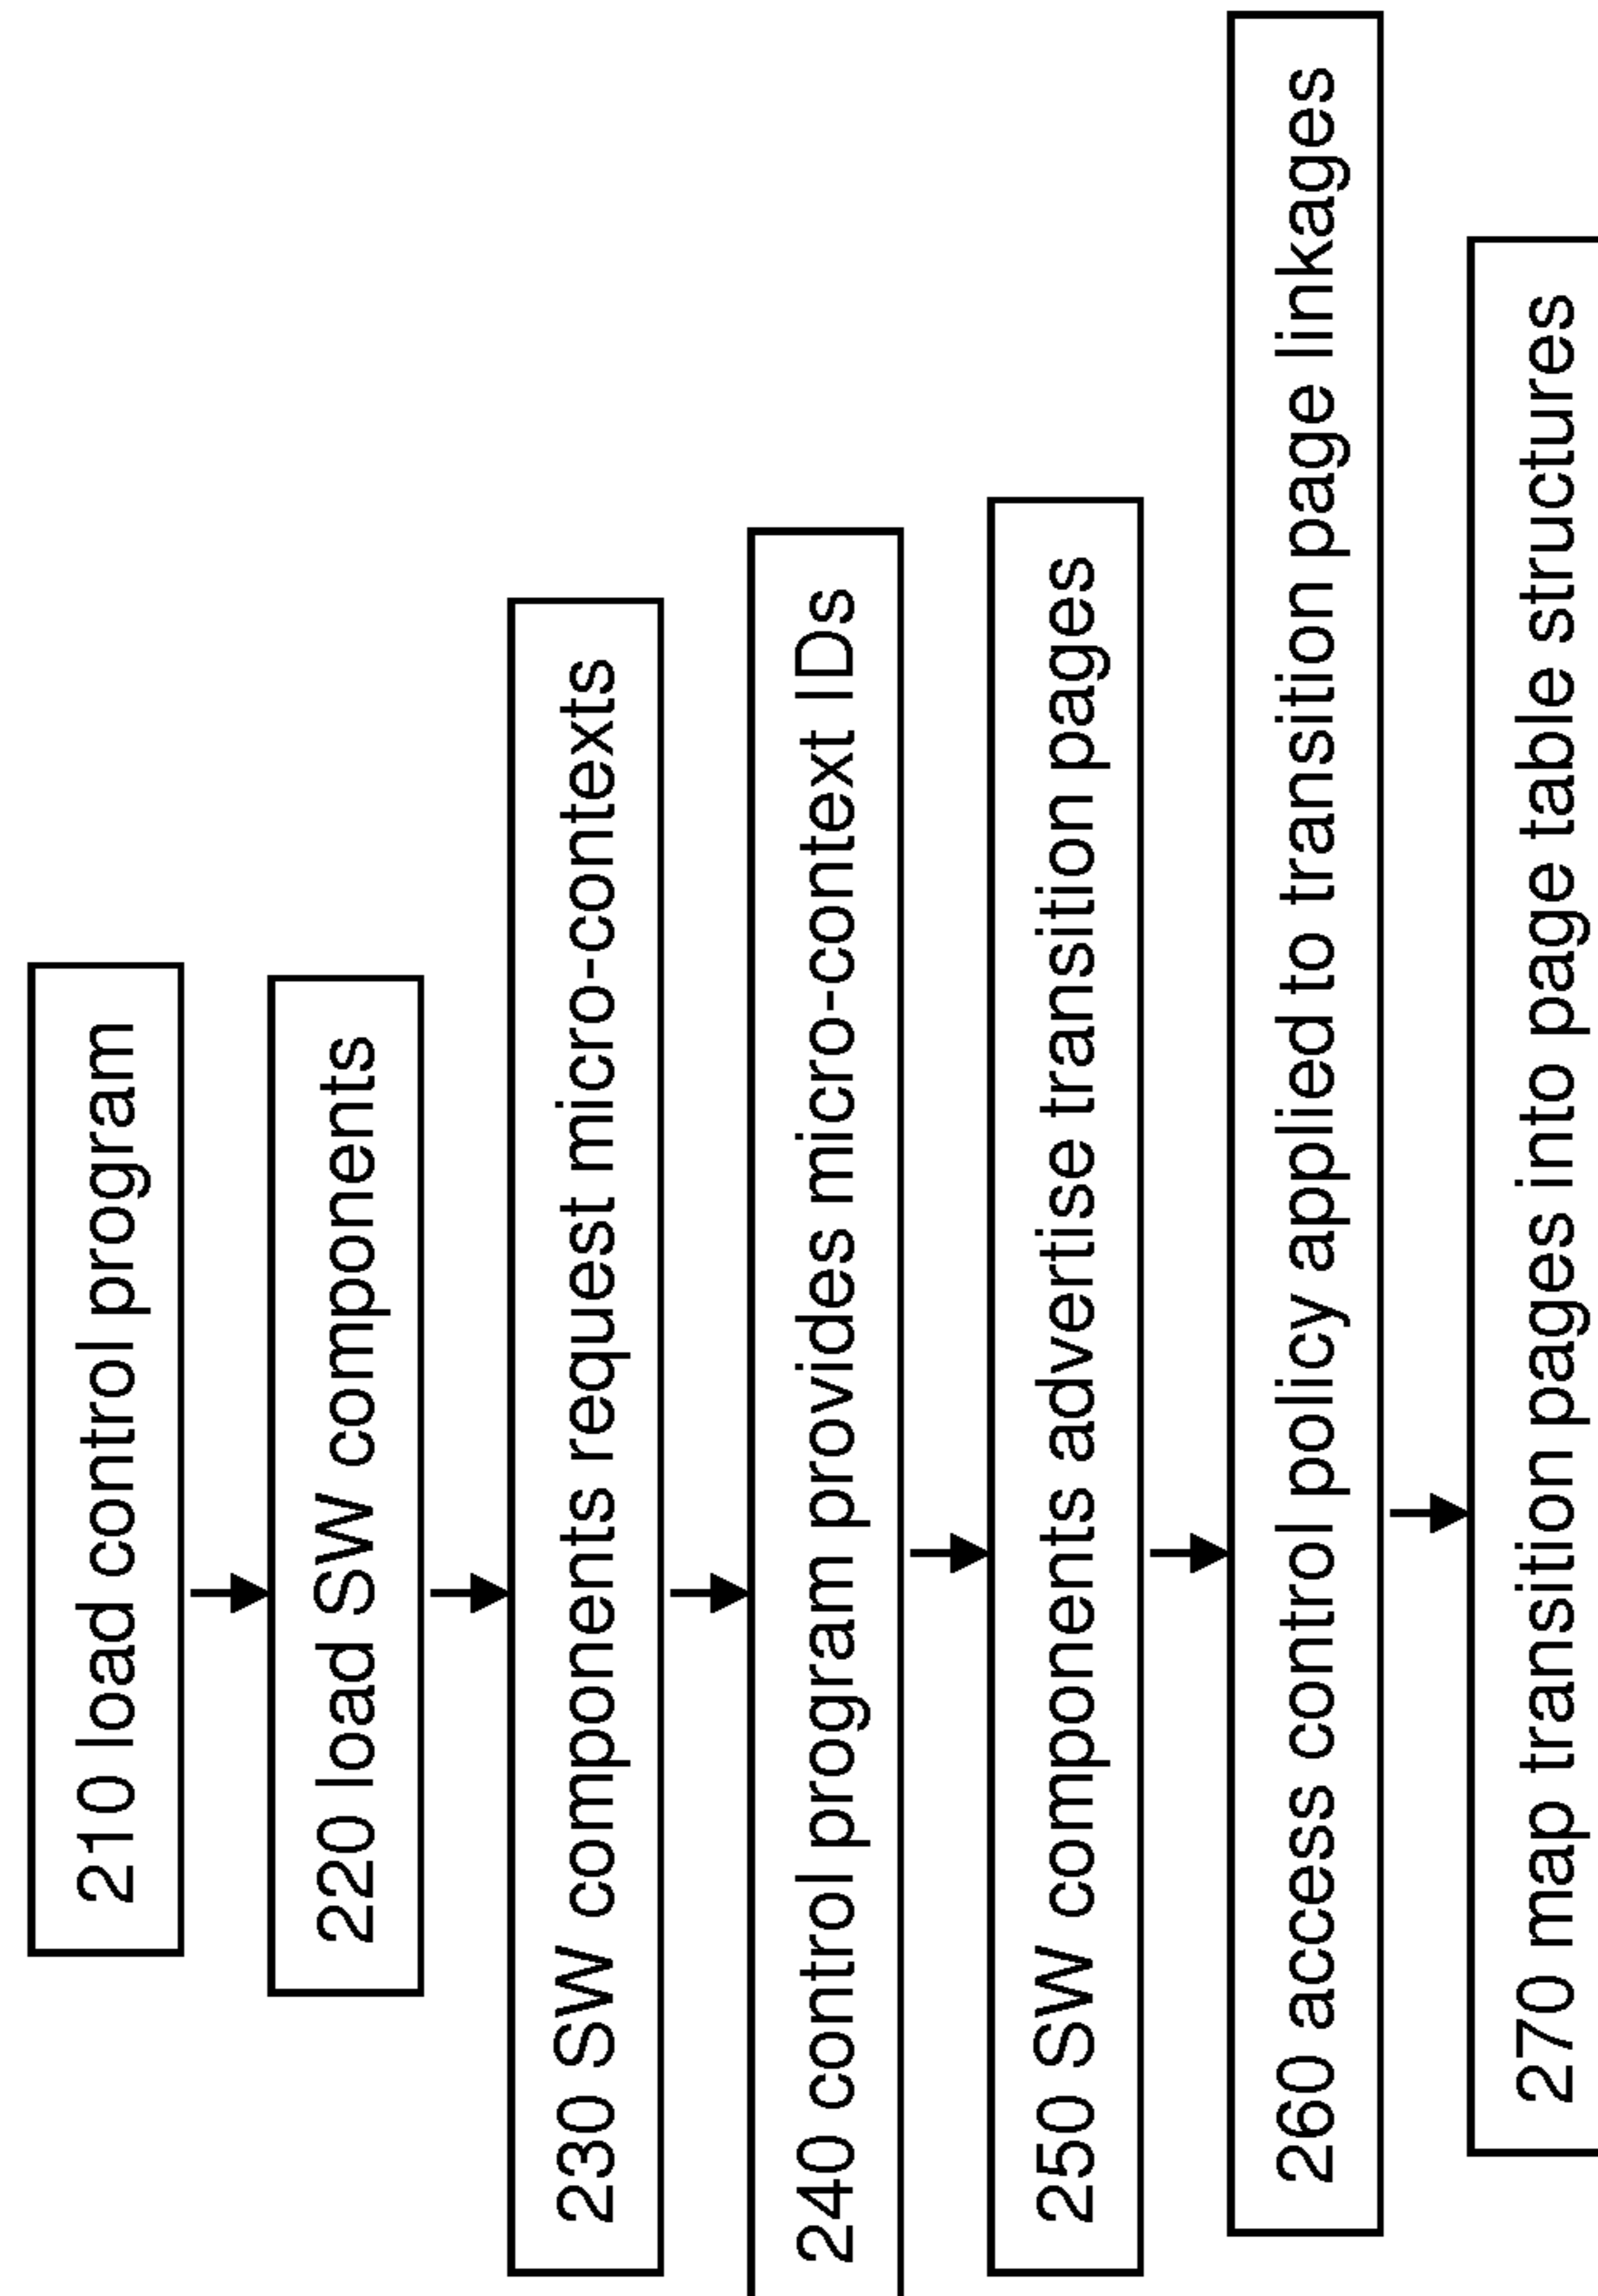 210 load control program
220 load SW components
230 SW components request micro-contexts
240 control program provides micro-context IDs
250 SW components advertise transition pages
260 access control policy applied to transition page linkages
270 map transition pages into page table structures